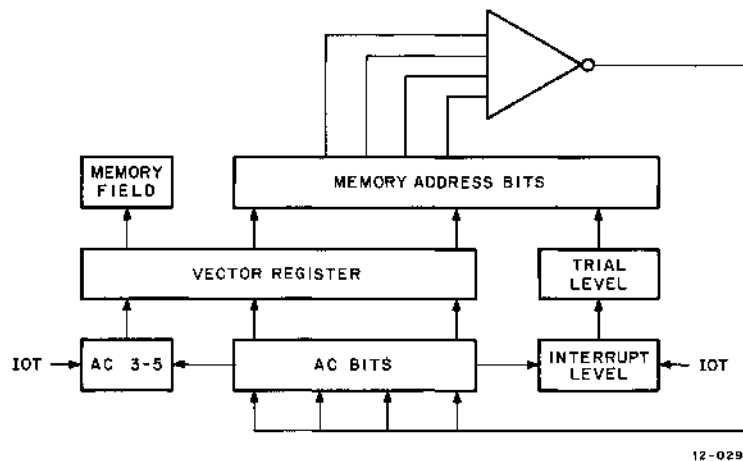 MEMORY
FIELD
MEMORY ADDRESS BITS
VECTOR REGISTER
TRIAL
LEVEL
IOT
AC 3-5
AC BITS
INTERRUPT
LEVEL
IOT
12-029